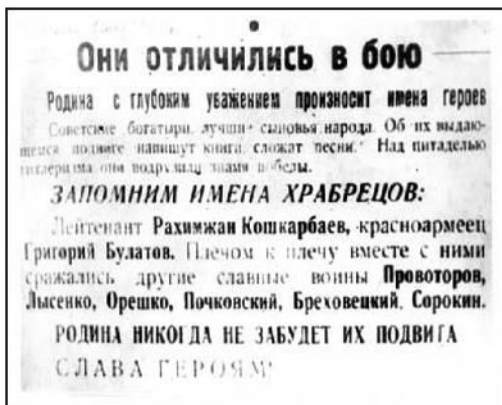 Они отличились в бою
Родина с глубоким уважением произносит имена героев
Советские богатыри, лучшие сыновья народа. Об их выдаю-
щемся подвиге напишут книги, сложат песни. Над цитаделью
гитлеризма они водрузили знамя победы.
ЗАПОМНИМ ИМЕНА ХРАБРЕЦОВ:
Лейтенант Рахимжан Кошкарбаев, красноармеец
Григорий Булатов. Плечом к плечу вместе с ними
сражались другие славные воины Провоторов,
Лысенко, Орешко, Почковский, Бреховецкий, Сорокин.
РОДИНА НИКОГДА НЕ ЗАБУДЕТ ИХ ПОДВИГА
СЛАВА ГЕРОЯМ!